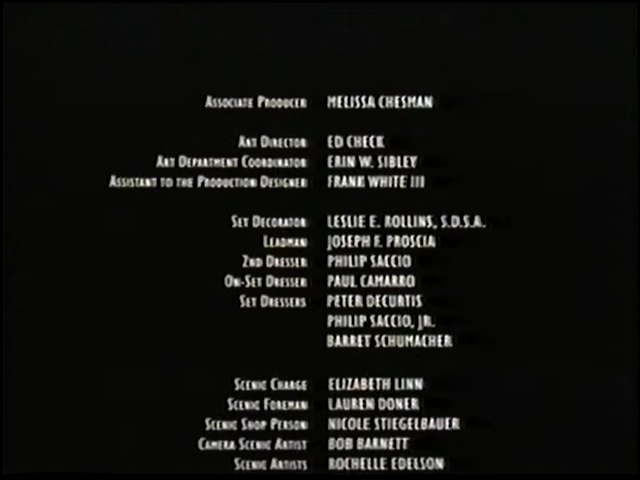 ASSOCIATE PRODUCER MELISSA CHESMAN
ART DIRECTOR ED CHECK
ART DEPARTMENT COORDINATOR ERIN W. SIBLEY
ASSISTANT TO THE PRODUCTION DESIGNER FRANK WHITE III
SET DECORATOR LESLIE E. ROLLINS, S.D.S.A.
LEADMAN JOSEPH F. PROSCIA
2ND DRESSER PHILIP SACCIO
ON-SET DRESSER PAUL CAMARRO
SET DRESSERS PETER DECURTIS
PHILIP SACCIO, JR.
BARRET SCHUMACHER
SCENIC CHARGE ELIZABETH LINN
SCENIC FOREMAN LAUREN DONER
SCENIC SHOP PERSON NICOLE STIEGELBAUER
CAMERA SCENIC ARTIST BOB BARNETT
SCENIC ARTISTS ROCHELLE EDELSON